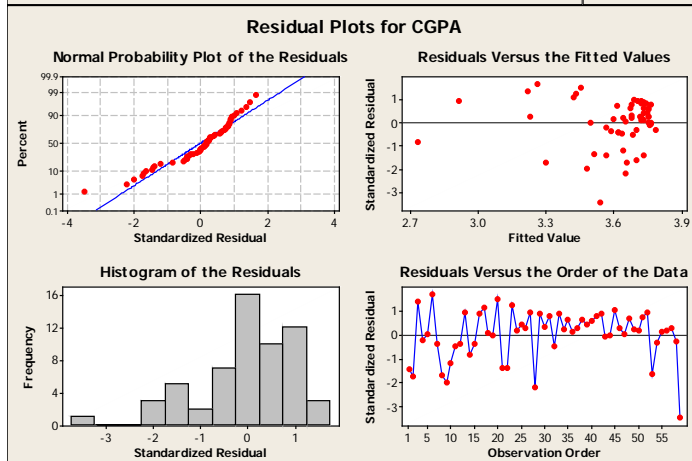 Residual Plots for CGPA
Normal Probability Plot of the Residuals
99.9
99
90
50
10
1
0.1
Percent
-4 -2 0 2 4
Standardized Residual
Residuals Versus the Fitted Values
1
0
-1
-2
-3
Standardized Residual
2.7 3.0 3.3 3.6 3.9
Fitted Value
Histogram of the Residuals
16
12
8
4
0
Frequency
-3 -2 -1 0 1
Standardized Residual
Residuals Versus the Order of the Data
1
0
-1
-2
-3
Standardized Residual
1 5 10 15 20 25 30 35 40 45 50 55
Observation Order